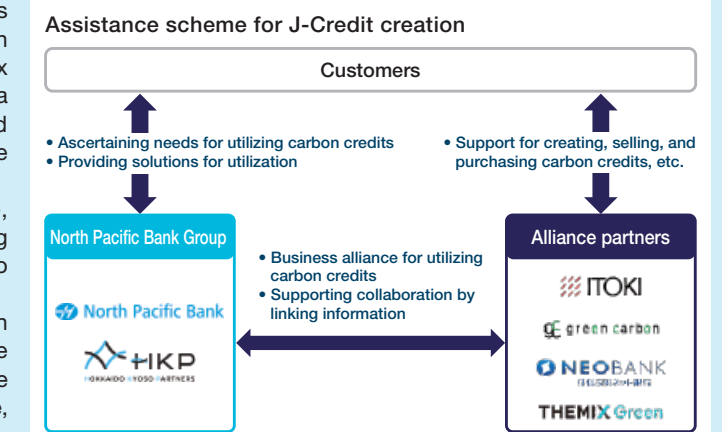 s
n
x
a
d
e
,
g
o
n
e
e
e,
Assistance scheme for J-Credit creation
Customers
• Ascertaining needs for utilizing carbon credits
• Providing solutions for utilization
• Support for creating, selling, and
purchasing carbon credits, etc.
North Pacific Bank Group
North Pacific Bank
HKP
HOKKAIDO KYOSO PARTNERS
• Business alliance for utilizing
carbon credits
• Supporting collaboration by
linking information
Alliance partners
ITOKI
green carbon
NEOBANK
THEMIX Green